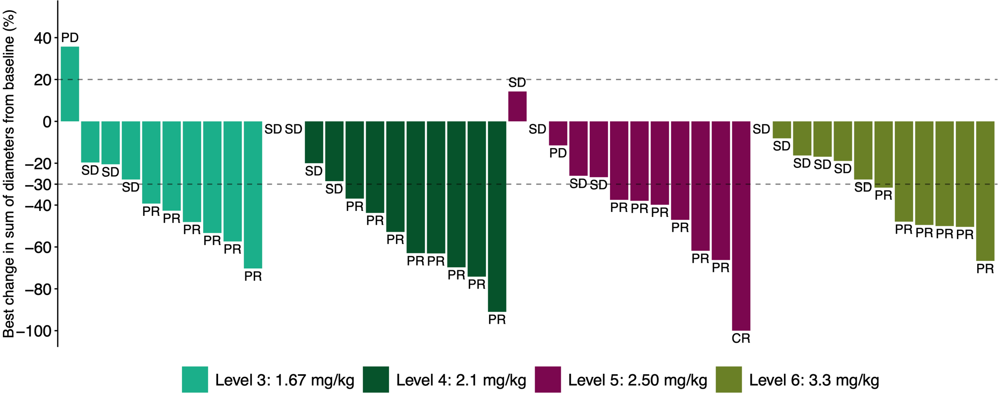 Best change in sum of diameters from baseline (%)
40
20
0
−20
−30
−40
−60
−80
−100
PD
SD
SD
SD
PR
PR
PR
PR
PR
PR
SD
SD
SD
SD
PR
PR
PR
PR
PR
PR
PR
PR
SD
SD
PD
SD
SD
PR
PR
PR
PR
PR
PR
CR
SD
SD
SD
SD
SD
SD
PR
PR
PR
PR
PR
PR
Level 3: 1.67 mg/kg
Level 4: 2.1 mg/kg
Level 5: 2.50 mg/kg
Level 6: 3.3 mg/kg